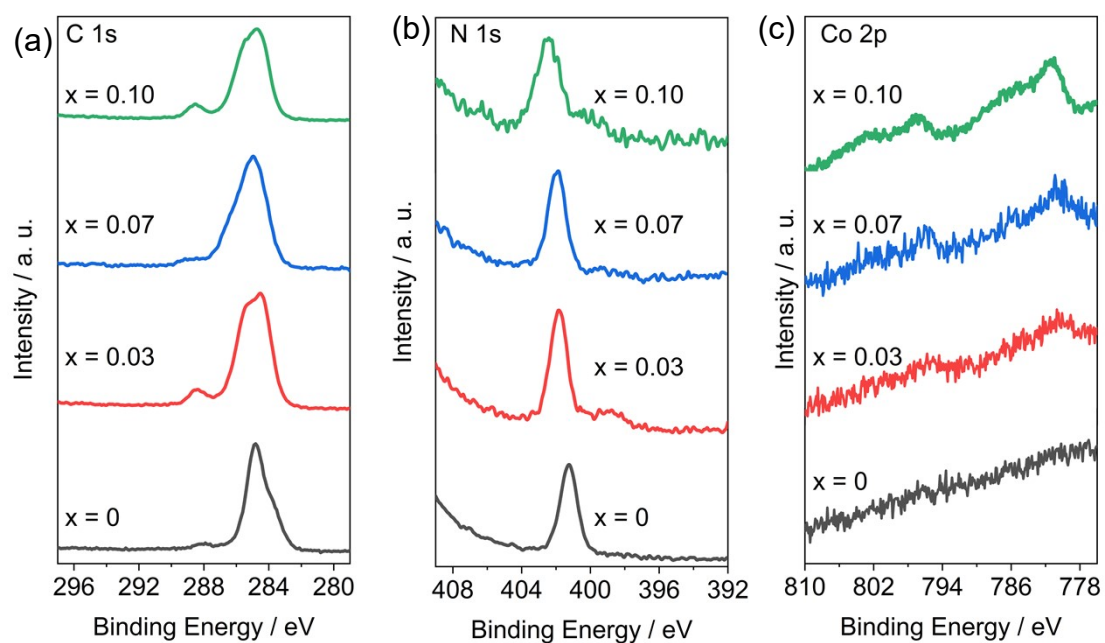 (a)
C 1s
x = 0.10
x = 0.07
x = 0.03
x = 0
Intensity / a. u.
296 292 288 284 280
Binding Energy / eV
(b)
N 1s
x = 0.10
x = 0.07
x = 0.03
x = 0
Intensity / a. u.
408 404 400 396 392
Binding Energy / eV
(c)
Co 2p
x = 0.10
x = 0.07
x = 0.03
x = 0
Intensity / a. u.
810 802 794 786 778
Binding Energy / eV